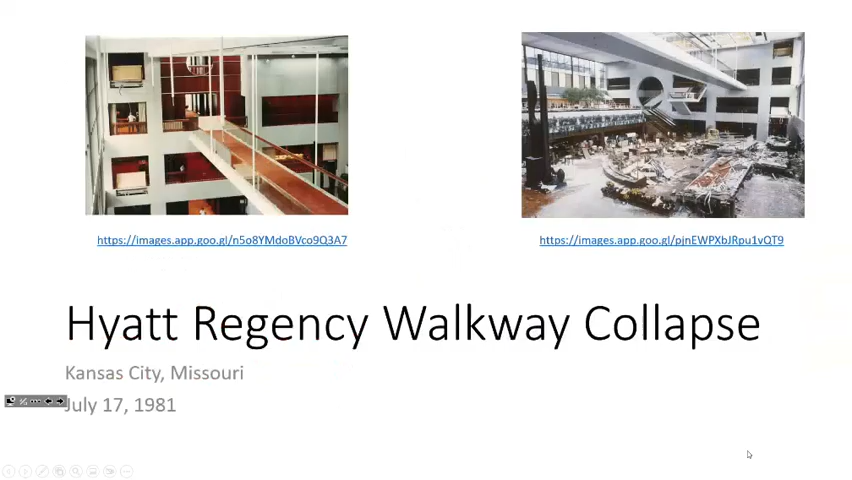 https://images.app.goo.gl/n5o8YMdoBVco9Q3A7
https://images.app.goo.gl/pjnEWPXbJRpu1vQT9
Hyatt Regency Walkway Collapse
Kansas City, Missouri
July 17, 1981